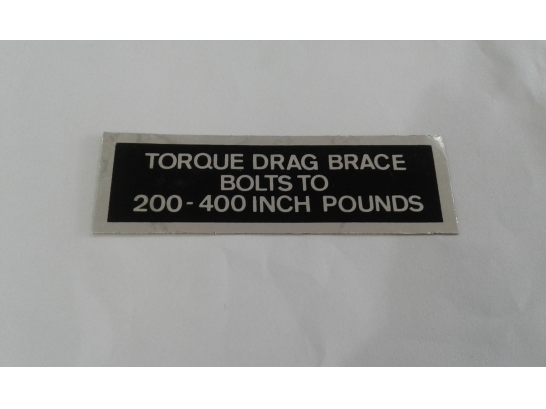 TORQUE DRAG BRACE
BOLTS TO
200-400 INCH POUNDS